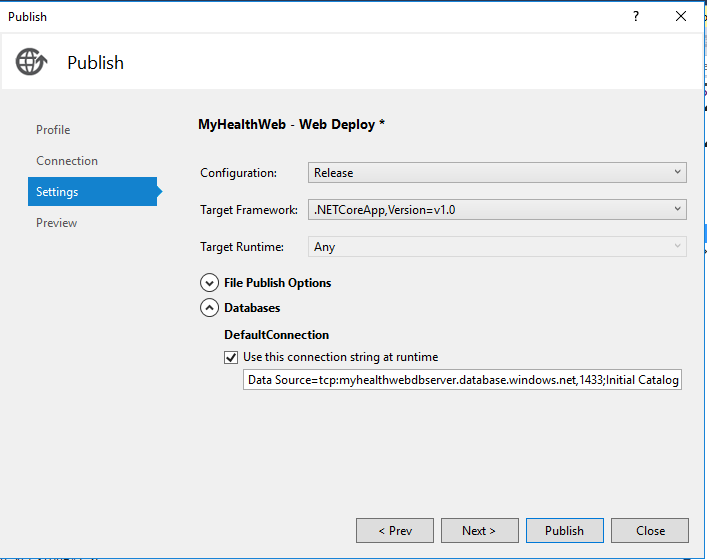 Publish
?
Publish
Profile
Connection
Settings
Preview
MyHealthWeb - Web Deploy *
Configuration: Release
Target Framework: .NETCoreApp,Version=v1.0
Target Runtime: Any
File Publish Options
Databases
DefaultConnection
Use this connection string at runtime
Data Source=tcp:myhealthwebdbserver.database.windows.net,1433;Initial Catalog
< Prev Next > Publish Close